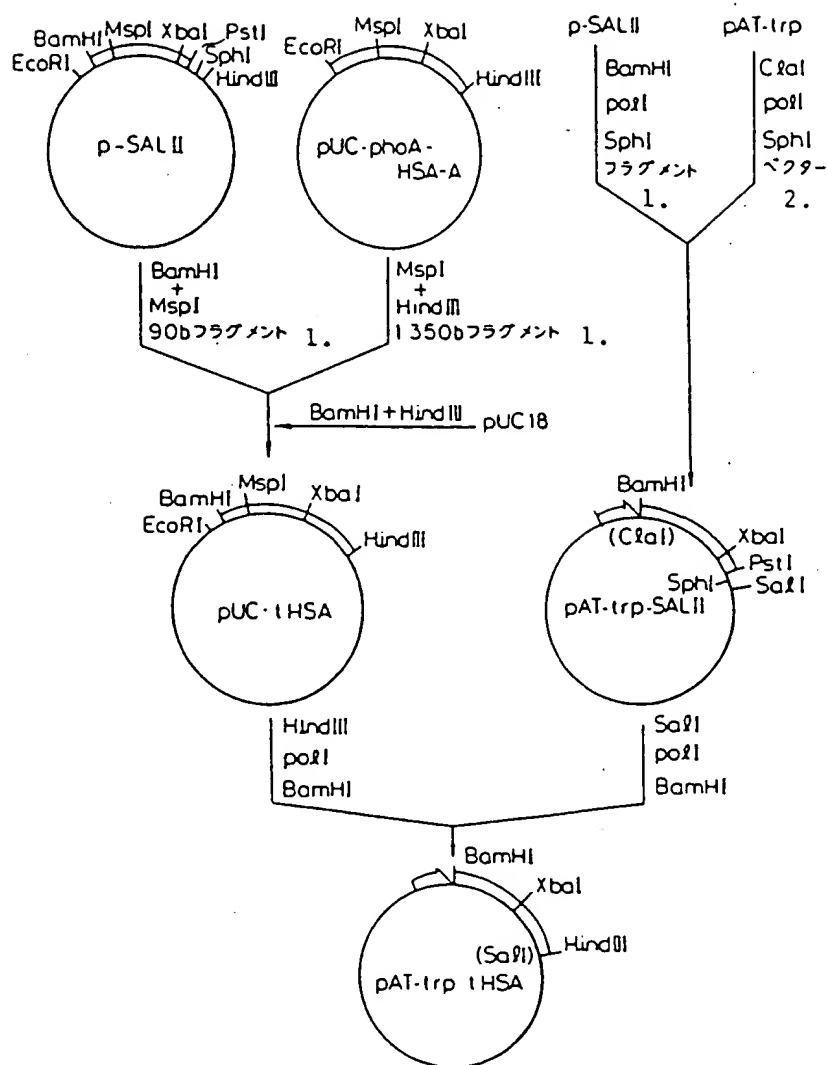 p-SALII
pAT-trp
BamHI
MspI
XbaI
PstI
SphI
HindIII
EcoRI
p-SALII
EcoRI
MspI
XbaI
HindIII
pUC-phoA-
HSA-A
BamHI
polI
SphI
フラグメント
1.
ClaI
polI
SphI
ベクター
2.
BamHI
+
MspI
90bフラグメント 1.
MspI
+
HindIII
1350bフラグメント 1.
BamHI+HindIII
pUC18
EcoRI
BamHI
MspI
XbaI
HindIII
pUC-tHSA
BamHI
(ClaI)
XbaI
PstI
SphI
SalI
pAT-trp-SALII
HindIII
polI
BamHI
SalI
polI
BamHI
BamHI
XbaI
(SalI)
HindIII
pAT-trp tHSA